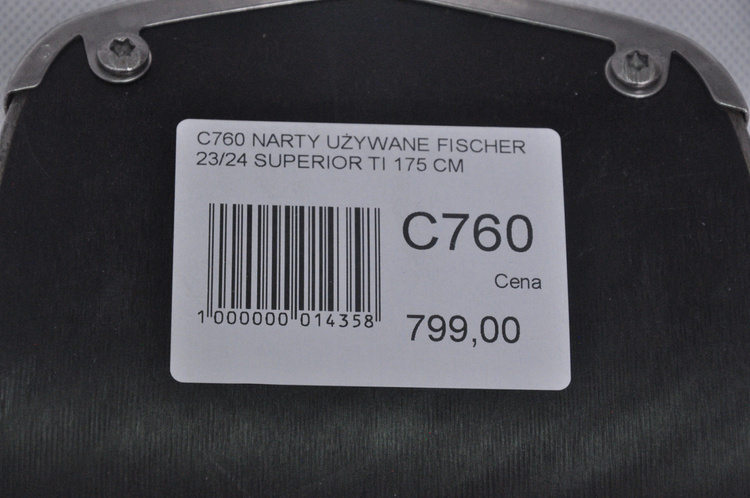 C760 NARTY UŻYWANE FISCHER
23/24 SUPERIOR TI 175 CM
C760
Cena
1 000000 014358
799,00